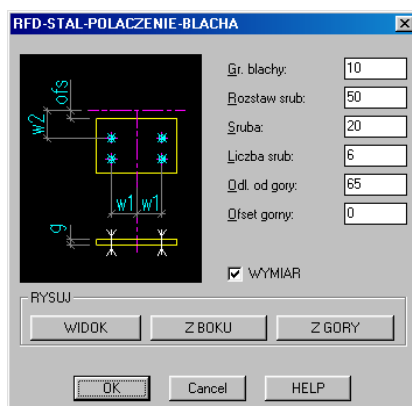 RFD-STAL-POLACZENIE-BLACHA
ofs
w2
w1 w1
g
Gr. blachy: 10
Rozstaw srub: 50
Sruba: 20
Liczba srub: 6
Odl. od gory: 65
Ofset gorny: 0
WYMIAR
RYSUJ
WIDOK Z BOKU Z GORY
OK Cancel HELP